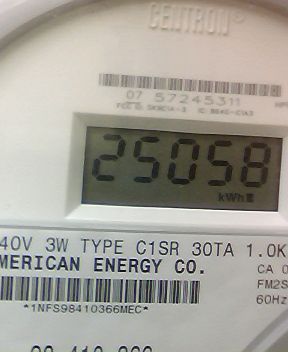 CENTRON®
07 57245311
25058
kWh
40V 3W TYPE C1SR 30TA 1.0K
MERICAN ENERGY CO.
CA 0
FM2S
*1NFS98410366MEC*
60Hz